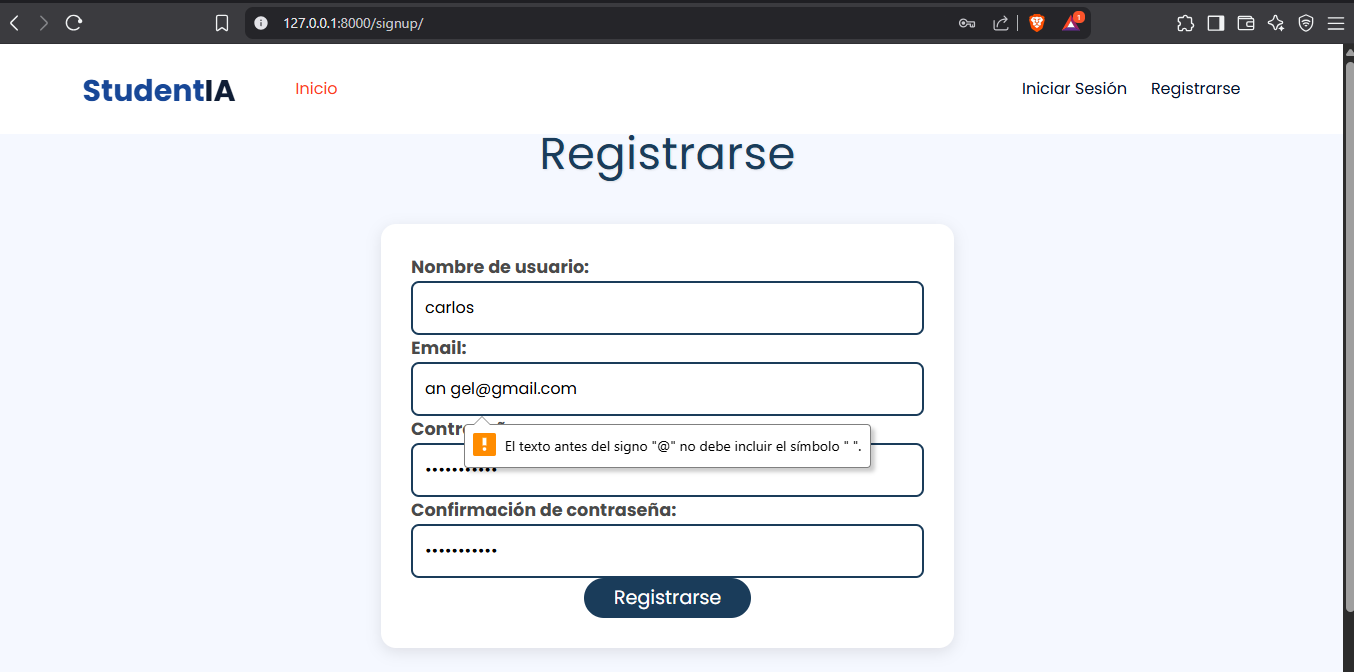 127.0.0.1:8000/signup/
1
StudentIA Inicio Iniciar Sesión Registrarse
Registrarse
Nombre de usuario:
carlos
Email:
an gel@gmail.com
Contr
El texto antes del signo "@" no debe incluir el símbolo " ".
•••••••••••
Confirmación de contraseña:
•••••••••••
Registrarse